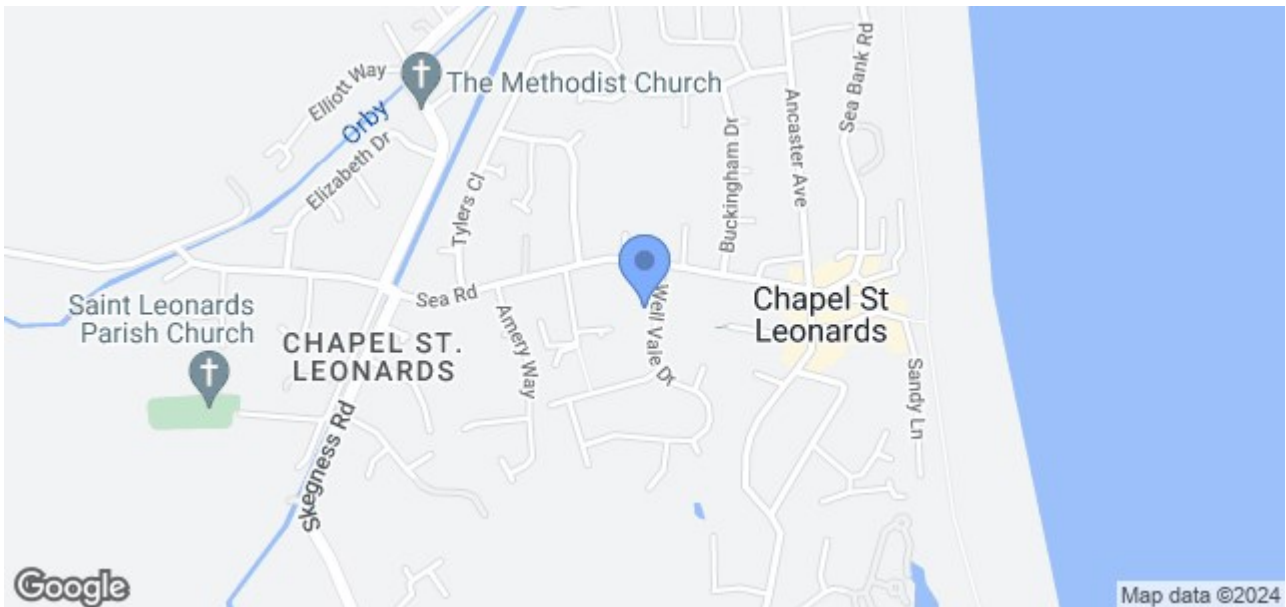 Elliott Way
The Methodist Church
Orby
Elizabeth Dr
Tylers Cl
Buckingham Dr
Ancaster Ave
Sea Bank Rd
Sea Rd
Well Vale Dr
Saint Leonards
Parish Church
CHAPEL ST.
LEONARDS
Amery Way
Chapel St
Leonards
Sandy Ln
Skegness Rd
Google
Map data ©2024